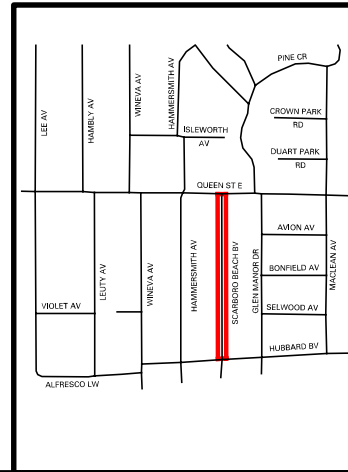 PINE CR
LEE AV
HAMBLY AV
WINEVA AV
HAMMERSMITH AV
CROWN PARK
RD
ISLEWORTH
AV
DUART PARK
RD
QUEEN ST E
LEUTY AV
WINEVA AV
HAMMERSMITH AV
SCARBORO BEACH BV
GLEN MANOR DR
AVION AV
MACLEAN AV
BONFIELD AV
VIOLET AV
SELWOOD AV
HUBBARD BV
ALFRESCO LW